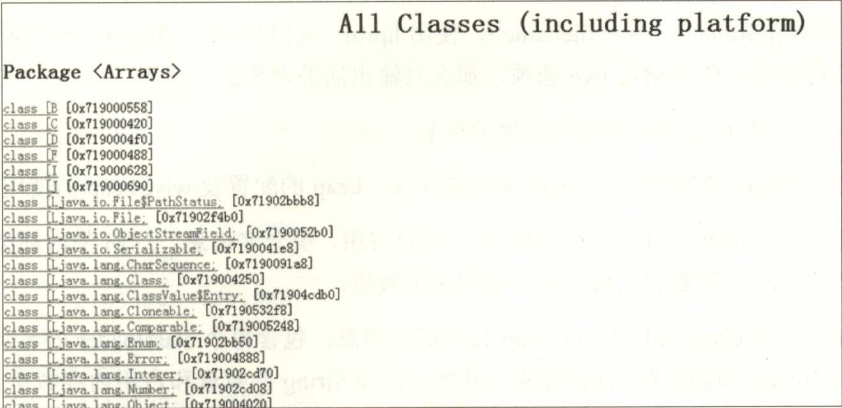 All Classes (including platform)
Package <Arrays>
class [B [0x719000558]
class [C [0x719000420]
class [D [0x7190004f0]
class [F [0x719000488]
class [I [0x719000628]
class [J [0x719000690]
class [Ljava.io.File$PathStatus; [0x71902bbb8]
class [Ljava.io.File; [0x71902f4b0]
class [Ljava.io.ObjectStreamField; [0x7190052b0]
class [Ljava.io.Serializable; [0x7190041e8]
class [Ljava.lang.CharSequence; [0x7190091a8]
class [Ljava.lang.Class; [0x719004250]
class [Ljava.lang.ClassValue$Entry; [0x71904cdb0]
class [Ljava.lang.Cloneable; [0x7190532f8]
class [Ljava.lang.Comparable; [0x719005248]
class [Ljava.lang.Enum; [0x71902bb50]
class [Ljava.lang.Error; [0x719004888]
class [Ljava.lang.Integer; [0x71902cd70]
class [Ljava.lang.Number; [0x71902cd08]
class [Ljava.lang.Object; [0x719004020]